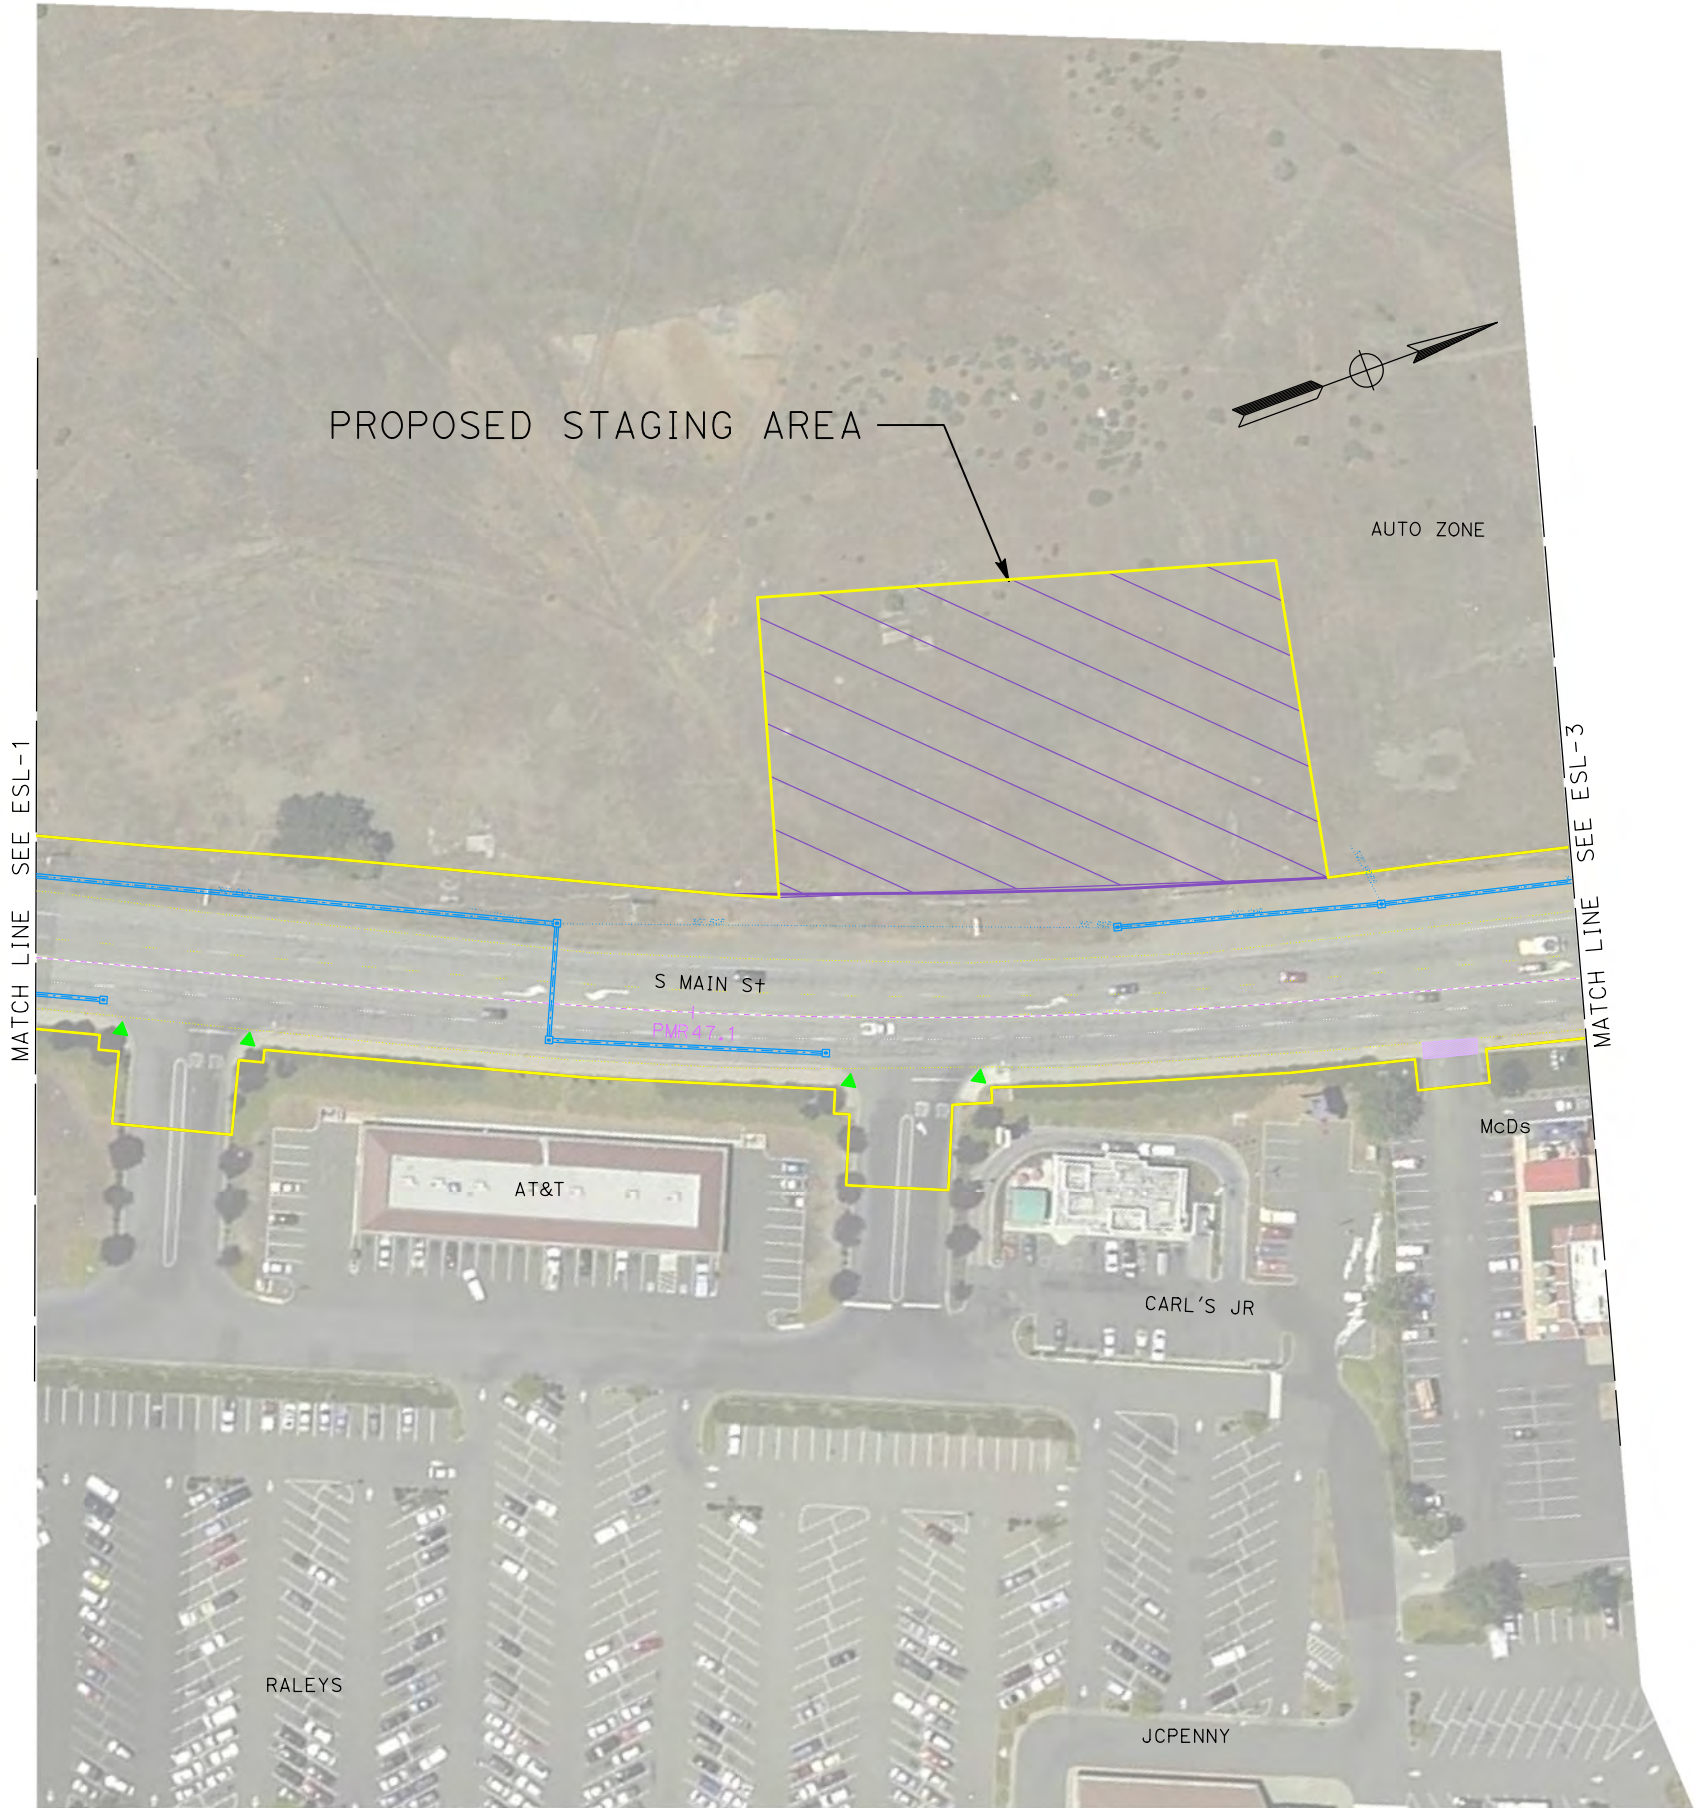 PROPOSED STAGING AREA
AUTO ZONE
MATCH LINE SEE ESL-1
MATCH LINE SEE ESL-3
S MAIN St
PMR47.1
McDs
AT&T
CARL'S JR
RALEYS
JCPENNY